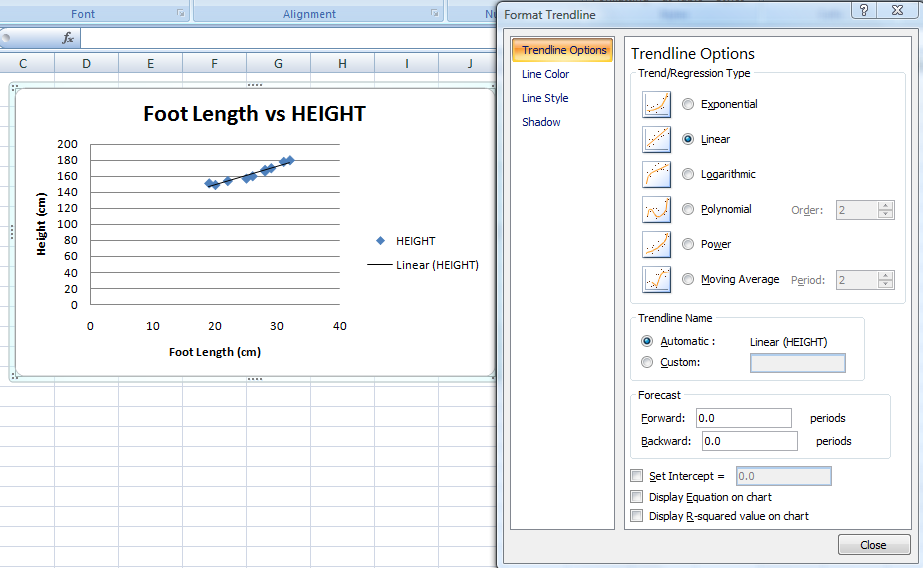 Font
Alignment
Nu
fx
C D E F G H I J
Foot Length vs HEIGHT
200
180
160
140
120
100
80
60
40
20
0
0 10 20 30 40
Height (cm)
Foot Length (cm)
HEIGHT
Linear (HEIGHT)
Format Trendline
Trendline Options
Line Color
Line Style
Shadow
Trendline Options
Trend/Regression Type
Exponential
Linear
Logarithmic
Polynomial Order: 2
Power
Moving Average Period: 2
Trendline Name
Automatic : Linear (HEIGHT)
Custom:
Forecast
Forward: 0.0 periods
Backward: 0.0 periods
Set Intercept = 0.0
Display Equation on chart
Display R-squared value on chart
Close